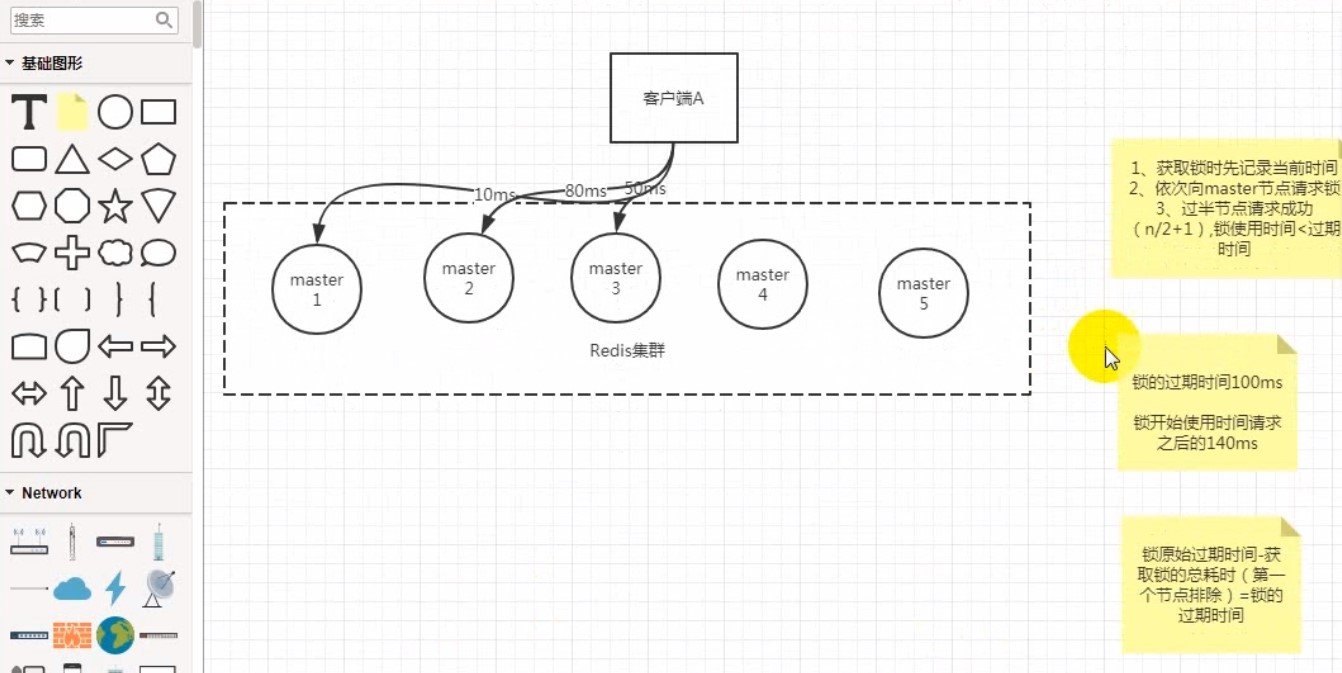 搜索
基础图形
T
Network
客户端A
10ms
80ms
50ms
master
1
master
2
master
3
master
4
master
5
Redis集群
1、获取锁时先记录当前时间
2、依次向master节点请求锁
3、过半节点请求成功
（n/2+1）,锁使用时间<过期
时间
锁的过期时间100ms
锁开始使用时间请求
之后的140ms
锁原始过期时间-获
取锁的总耗时（第一
个节点排除）=锁的
过期时间